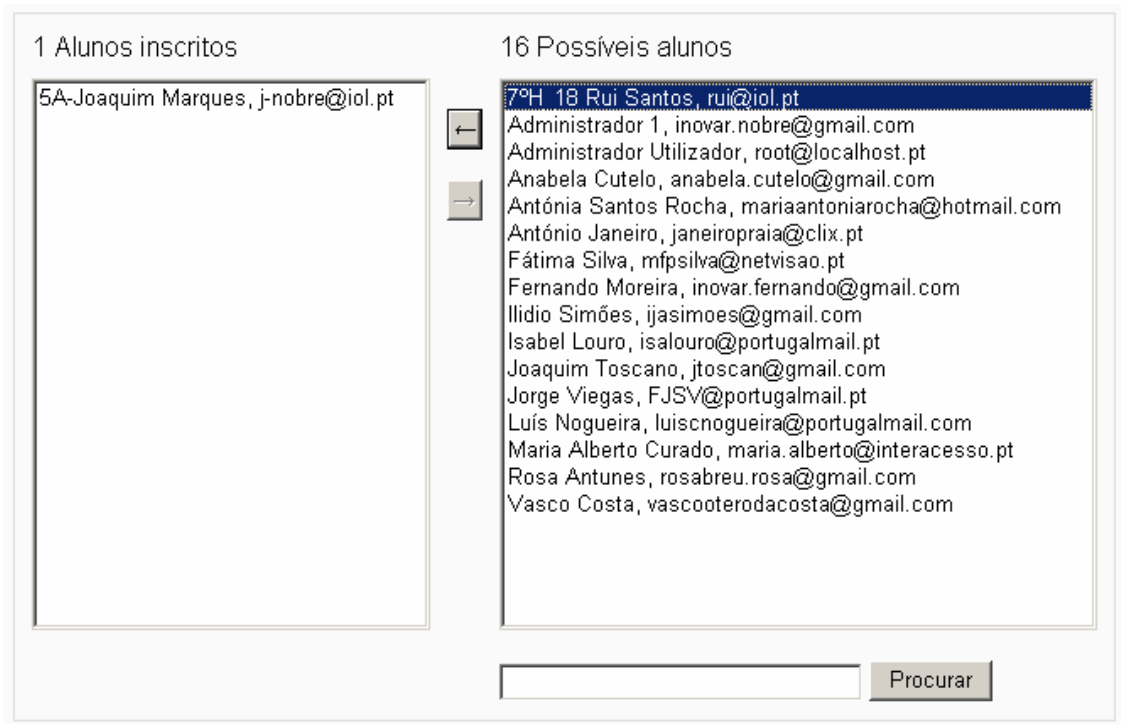 1 Alunos inscritos
5A-Joaquim Marques, j-nobre@iol.pt
←
→
16 Possíveis alunos
7ºH 18 Rui Santos, rui@iol.pt
Administrador 1, inovar.nobre@gmail.com
Administrador Utilizador, root@localhost.pt
Anabela Cutelo, anabela.cutelo@gmail.com
Antónia Santos Rocha, mariaantoniarocha@hotmail.com
António Janeiro, janeiropraia@clix.pt
Fátima Silva, mfpsilva@netvisao.pt
Fernando Moreira, inovar.fernando@gmail.com
Ilidio Simões, ijasimoes@gmail.com
Isabel Louro, isalouro@portugalmail.pt
Joaquim Toscano, jtoscan@gmail.com
Jorge Viegas, FJSV@portugalmail.pt
Luís Nogueira, luiscnogueira@portugalmail.com
Maria Alberto Curado, maria.alberto@interacesso.pt
Rosa Antunes, rosabreu.rosa@gmail.com
Vasco Costa, vascooterodacosta@gmail.com
Procurar